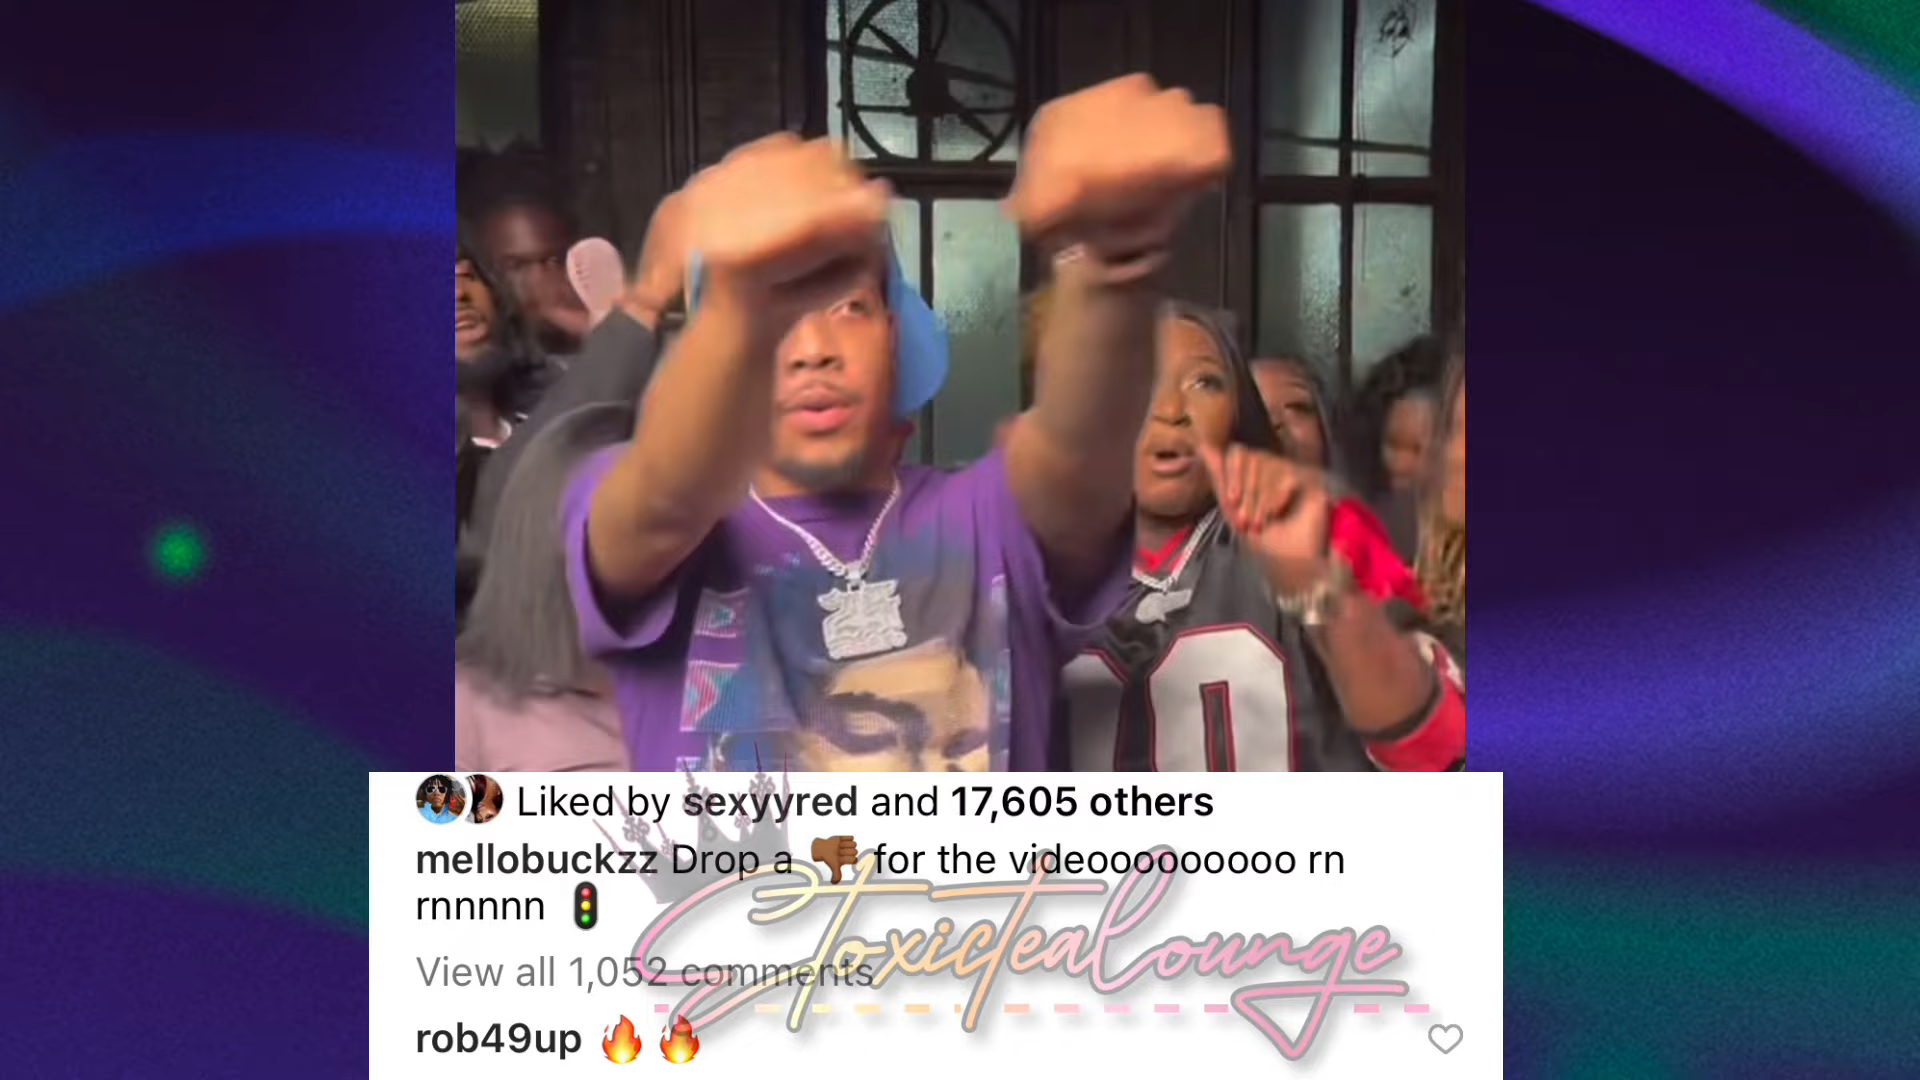 Liked by sexyyred and 17,605 others
mellobuckzz Drop a 👎🏾 for the videooooooooo rn
rnnnnn 🚦
View all 1,052 comments
rob49up 🔥 🔥
Toxictealounge